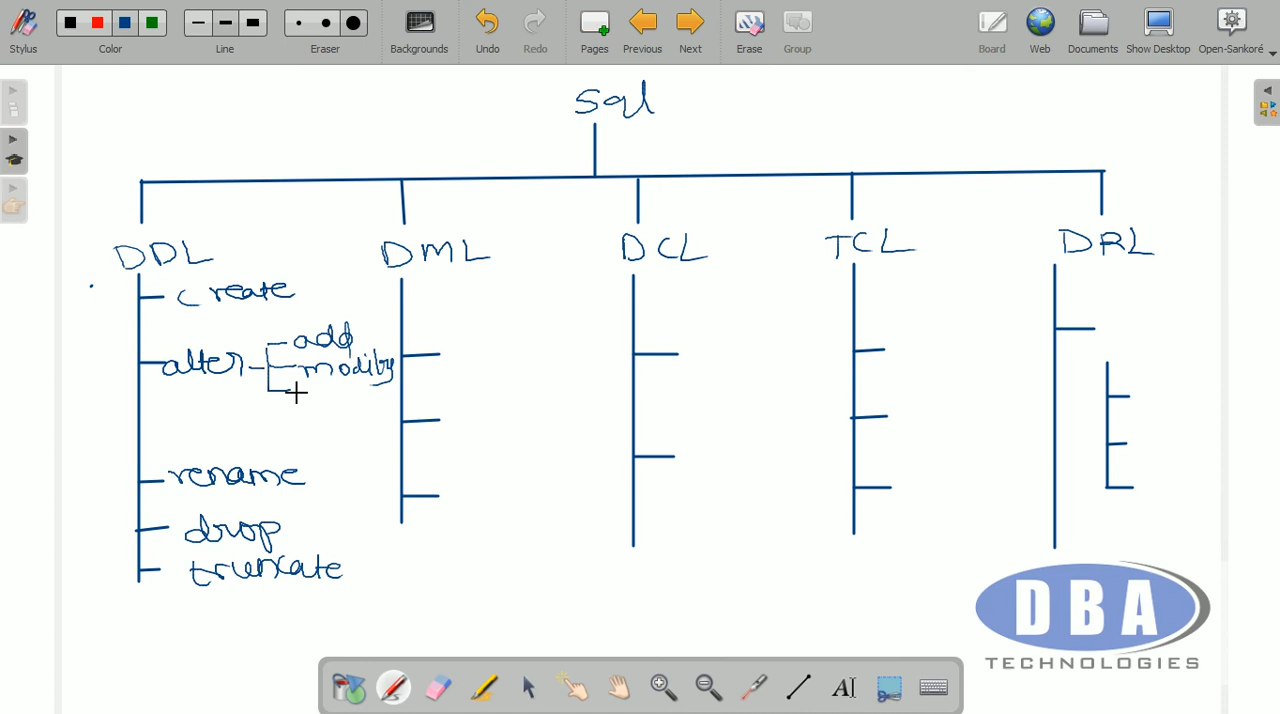 Stylus
Color
Line
Eraser
Backgrounds
Undo
Redo
Pages
Previous
Next
Erase
Group
Board
Web
Documents
Show Desktop
Open-Sankoré
Sql
DDL
DML
DCL
TCL
DRL
create
alter
add
modify
rename
drop
truncate
DBA
TECHNOLOGIES